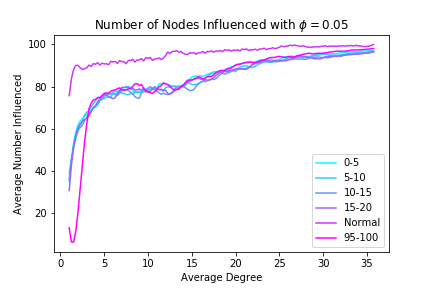 Number of Nodes Influenced with ϕ = 0.05
Average Number Influenced
100
80
60
40
20
0 5 10 15 20 25 30 35
Average Degree
0-5
5-10
10-15
15-20
Normal
95-100